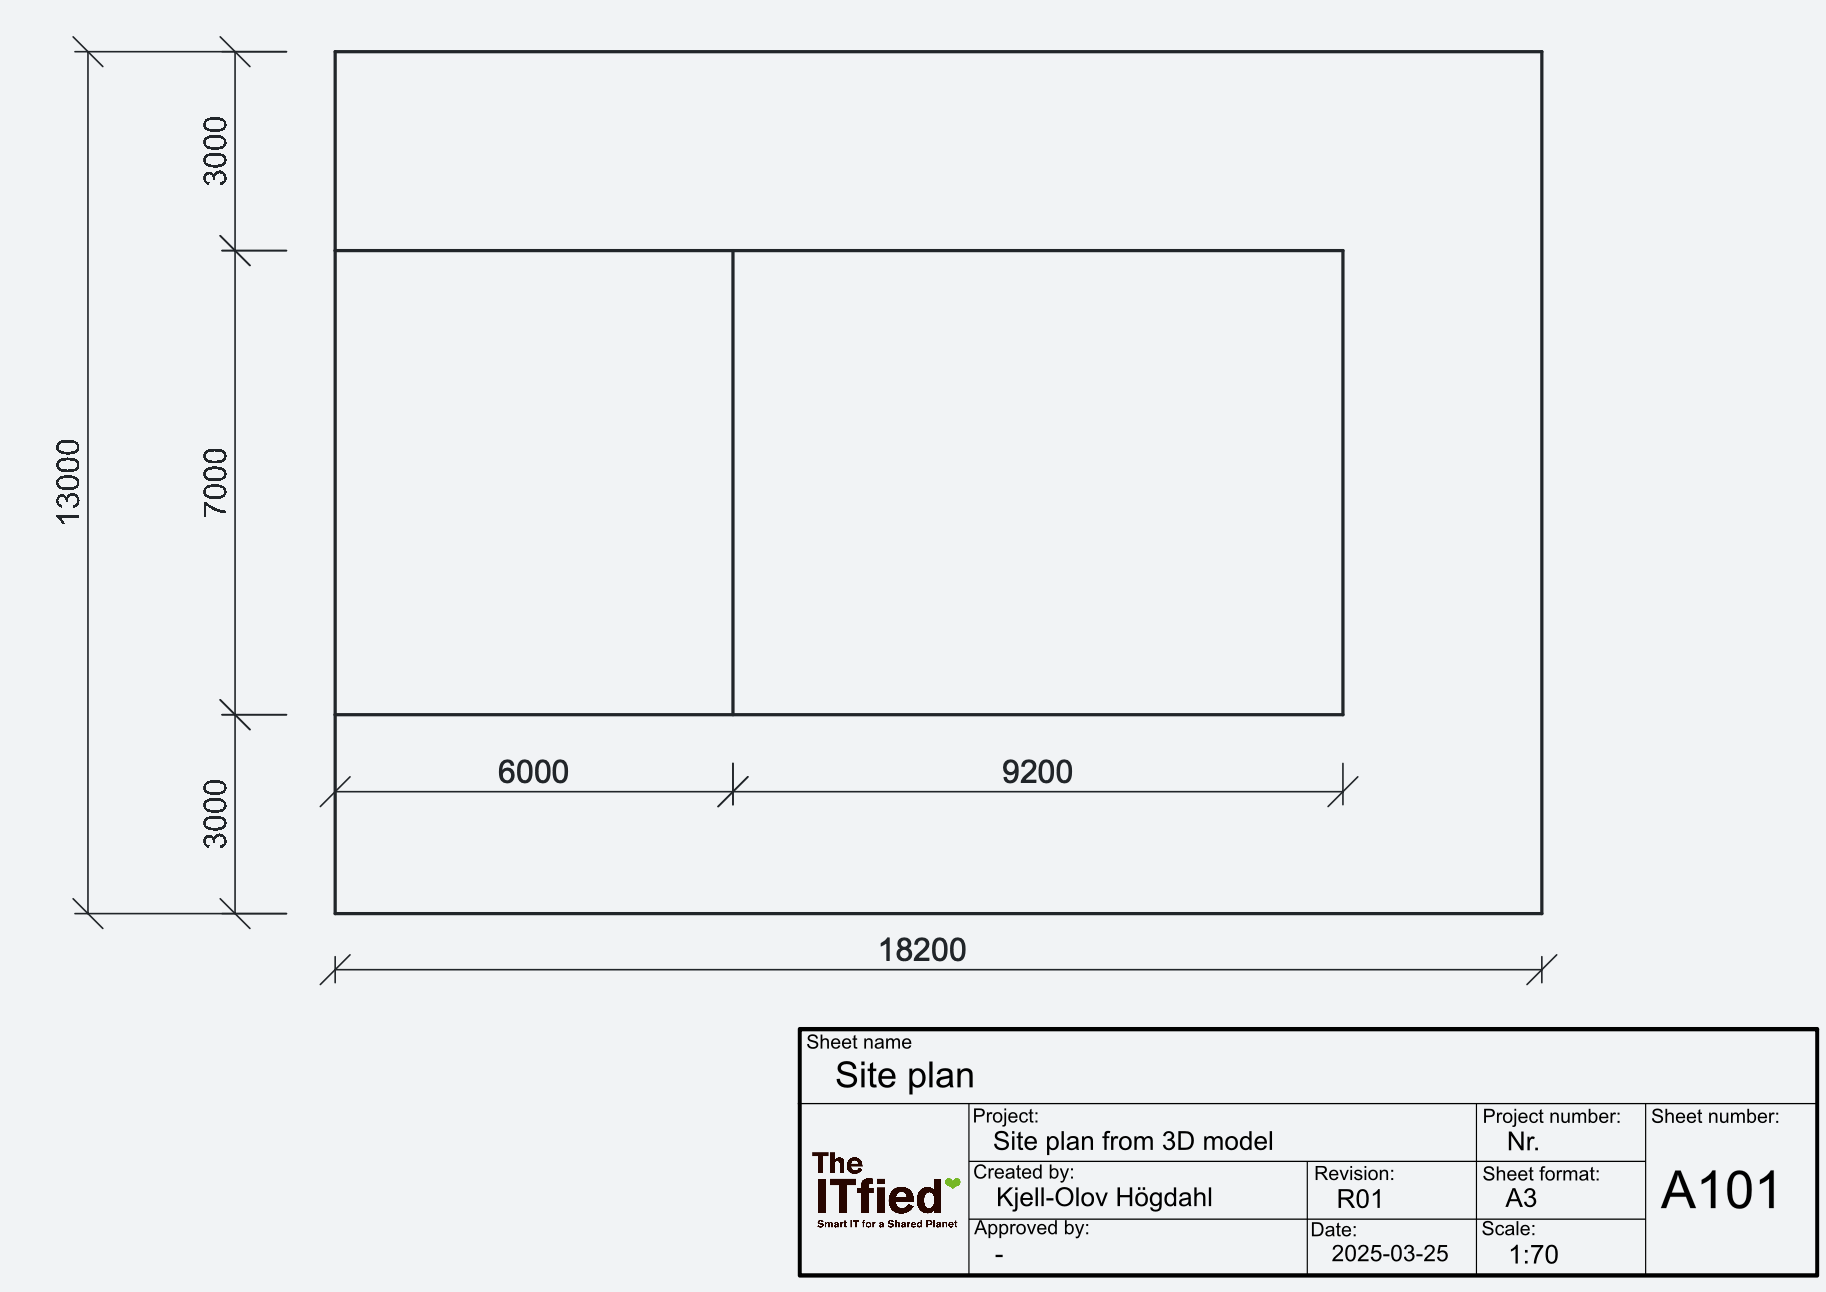 3000
7000
13000
3000
6000
9200
18200
Sheet name
Site plan
Project:
Site plan from 3D model
Project number:
Nr.
Sheet number:
A101
The
ITfied
Smart IT for a Shared Planet
Created by:
Kjell-Olov Högdahl
Revision:
R01
Sheet format:
A3
Approved by:
-
Date:
2025-03-25
Scale:
1:70